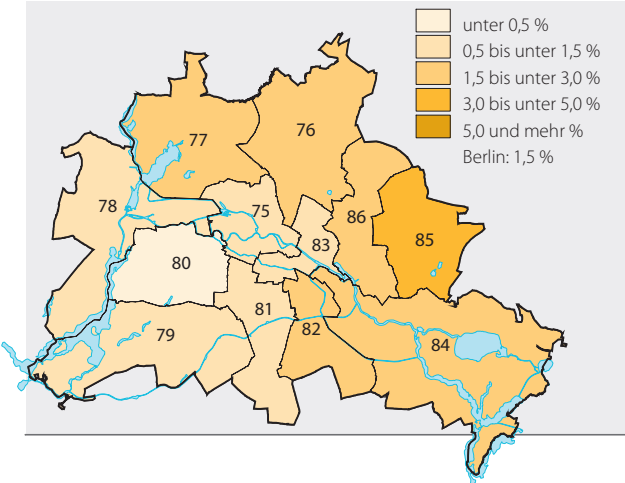 unter 0,5 %
0,5 bis unter 1,5 %
1,5 bis unter 3,0 %
3,0 bis unter 5,0 %
5,0 und mehr %
Berlin: 1,5 %
76
77
78
75
86
83
85
80
81
79
82
84